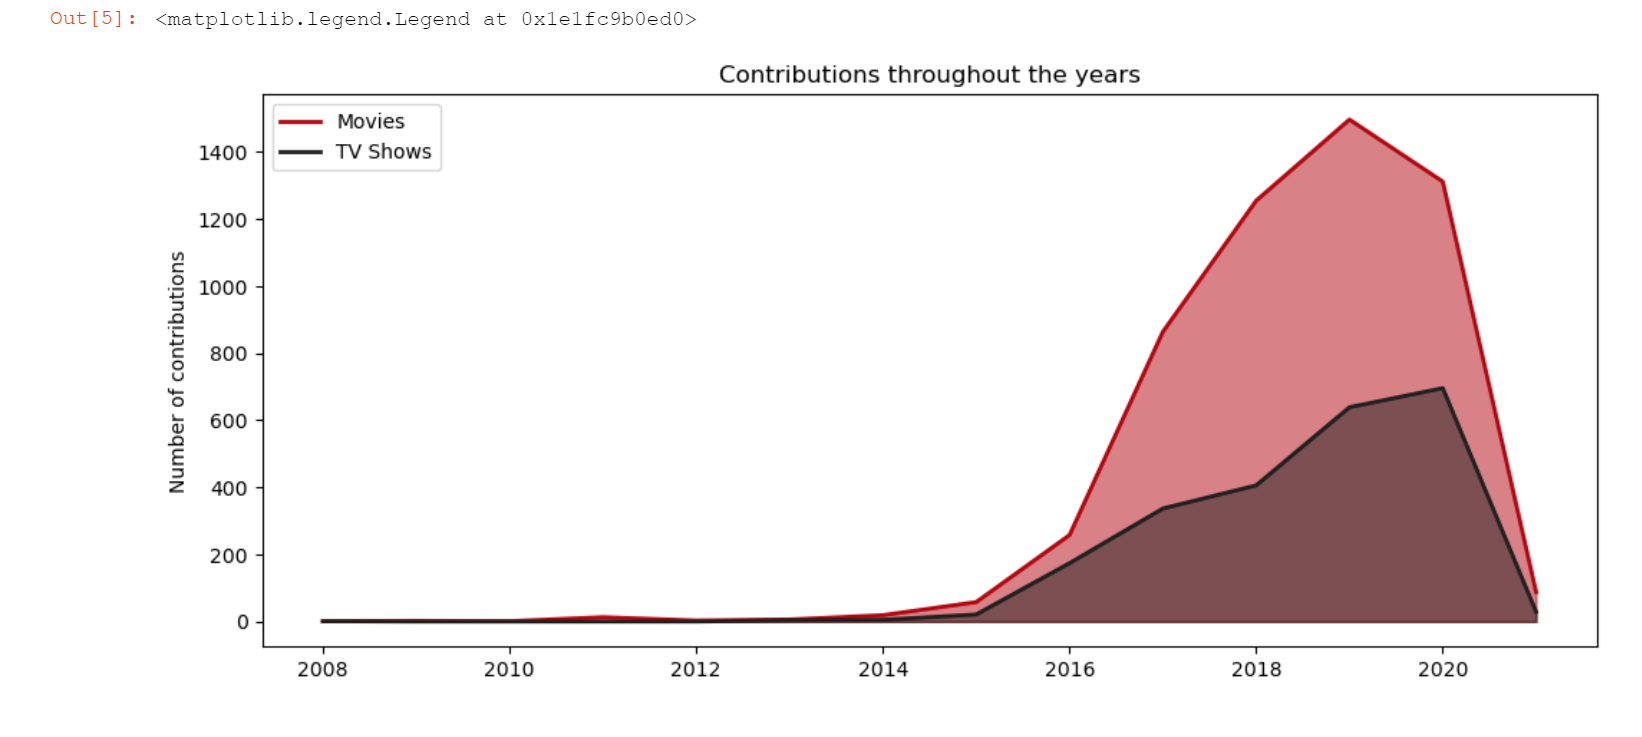 Out[5]: <matplotlib.legend.Legend at 0x1e1fc9b0ed0>
Contributions throughout the years
Movies
TV Shows
Number of contributions
1400
1200
1000
800
600
400
200
0
2008 2010 2012 2014 2016 2018 2020